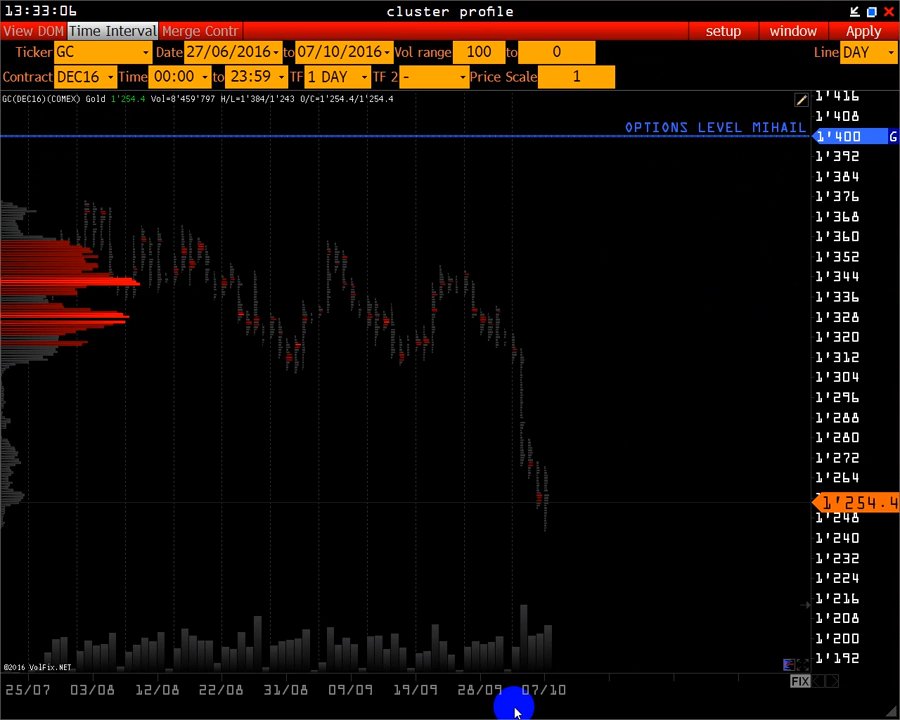 13:33:06 cluster profile
View DOM Time Interval Merge Contr setup window Apply
Ticker GC Date 27/06/2016 to 07/10/2016 Vol range 100 to 0 Line DAY
Contract DEC16 Time 00:00 to 23:59 TF 1 DAY TF 2 - Price Scale 1
GC(DEC16)(COMEX) Gold 1'254.4 Vol=8'459'797 H/L=1'384/1'243 O/C=1'254.4/1'254.4
1'416
1'408
OPTIONS LEVEL MIHAIL
1'400 G
1'392
1'384
1'376
1'368
1'360
1'352
1'344
1'336
1'328
1'320
1'312
1'304
1'296
1'288
1'280
1'272
1'264
1'254.4
1'248
1'240
1'232
1'224
1'216
1'208
1'200
1'192
©2016 VolFix.NET
FIX
25/07 03/08 12/08 22/08 31/08 09/09 19/09 28/09 07/10